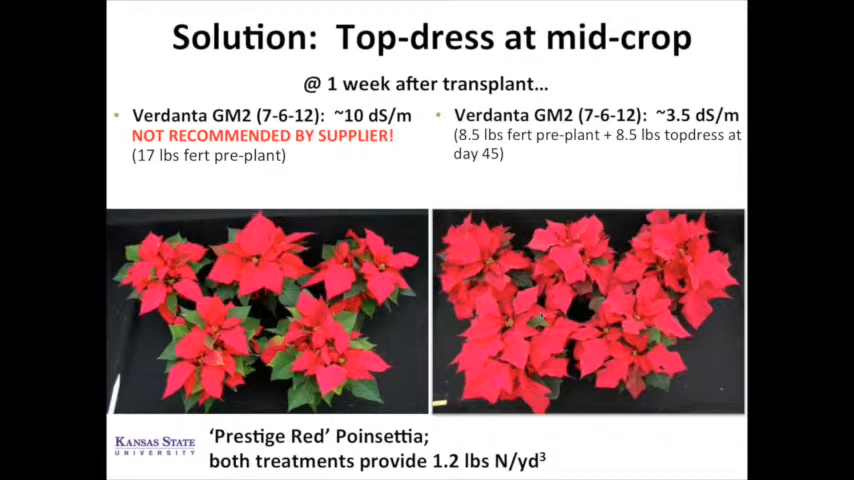 Solution: Top-dress at mid-crop
@ 1 week after transplant…
• Verdanta GM2 (7-6-12): ~10 dS/m
NOT RECOMMENDED BY SUPPLIER!
(17 lbs fert pre-plant)
• Verdanta GM2 (7-6-12): ~3.5 dS/m
(8.5 lbs fert pre-plant + 8.5 lbs topdress at
day 45)
KANSAS STATE
UNIVERSITY
‘Prestige Red’ Poinsettia;
both treatments provide 1.2 lbs N/yd³